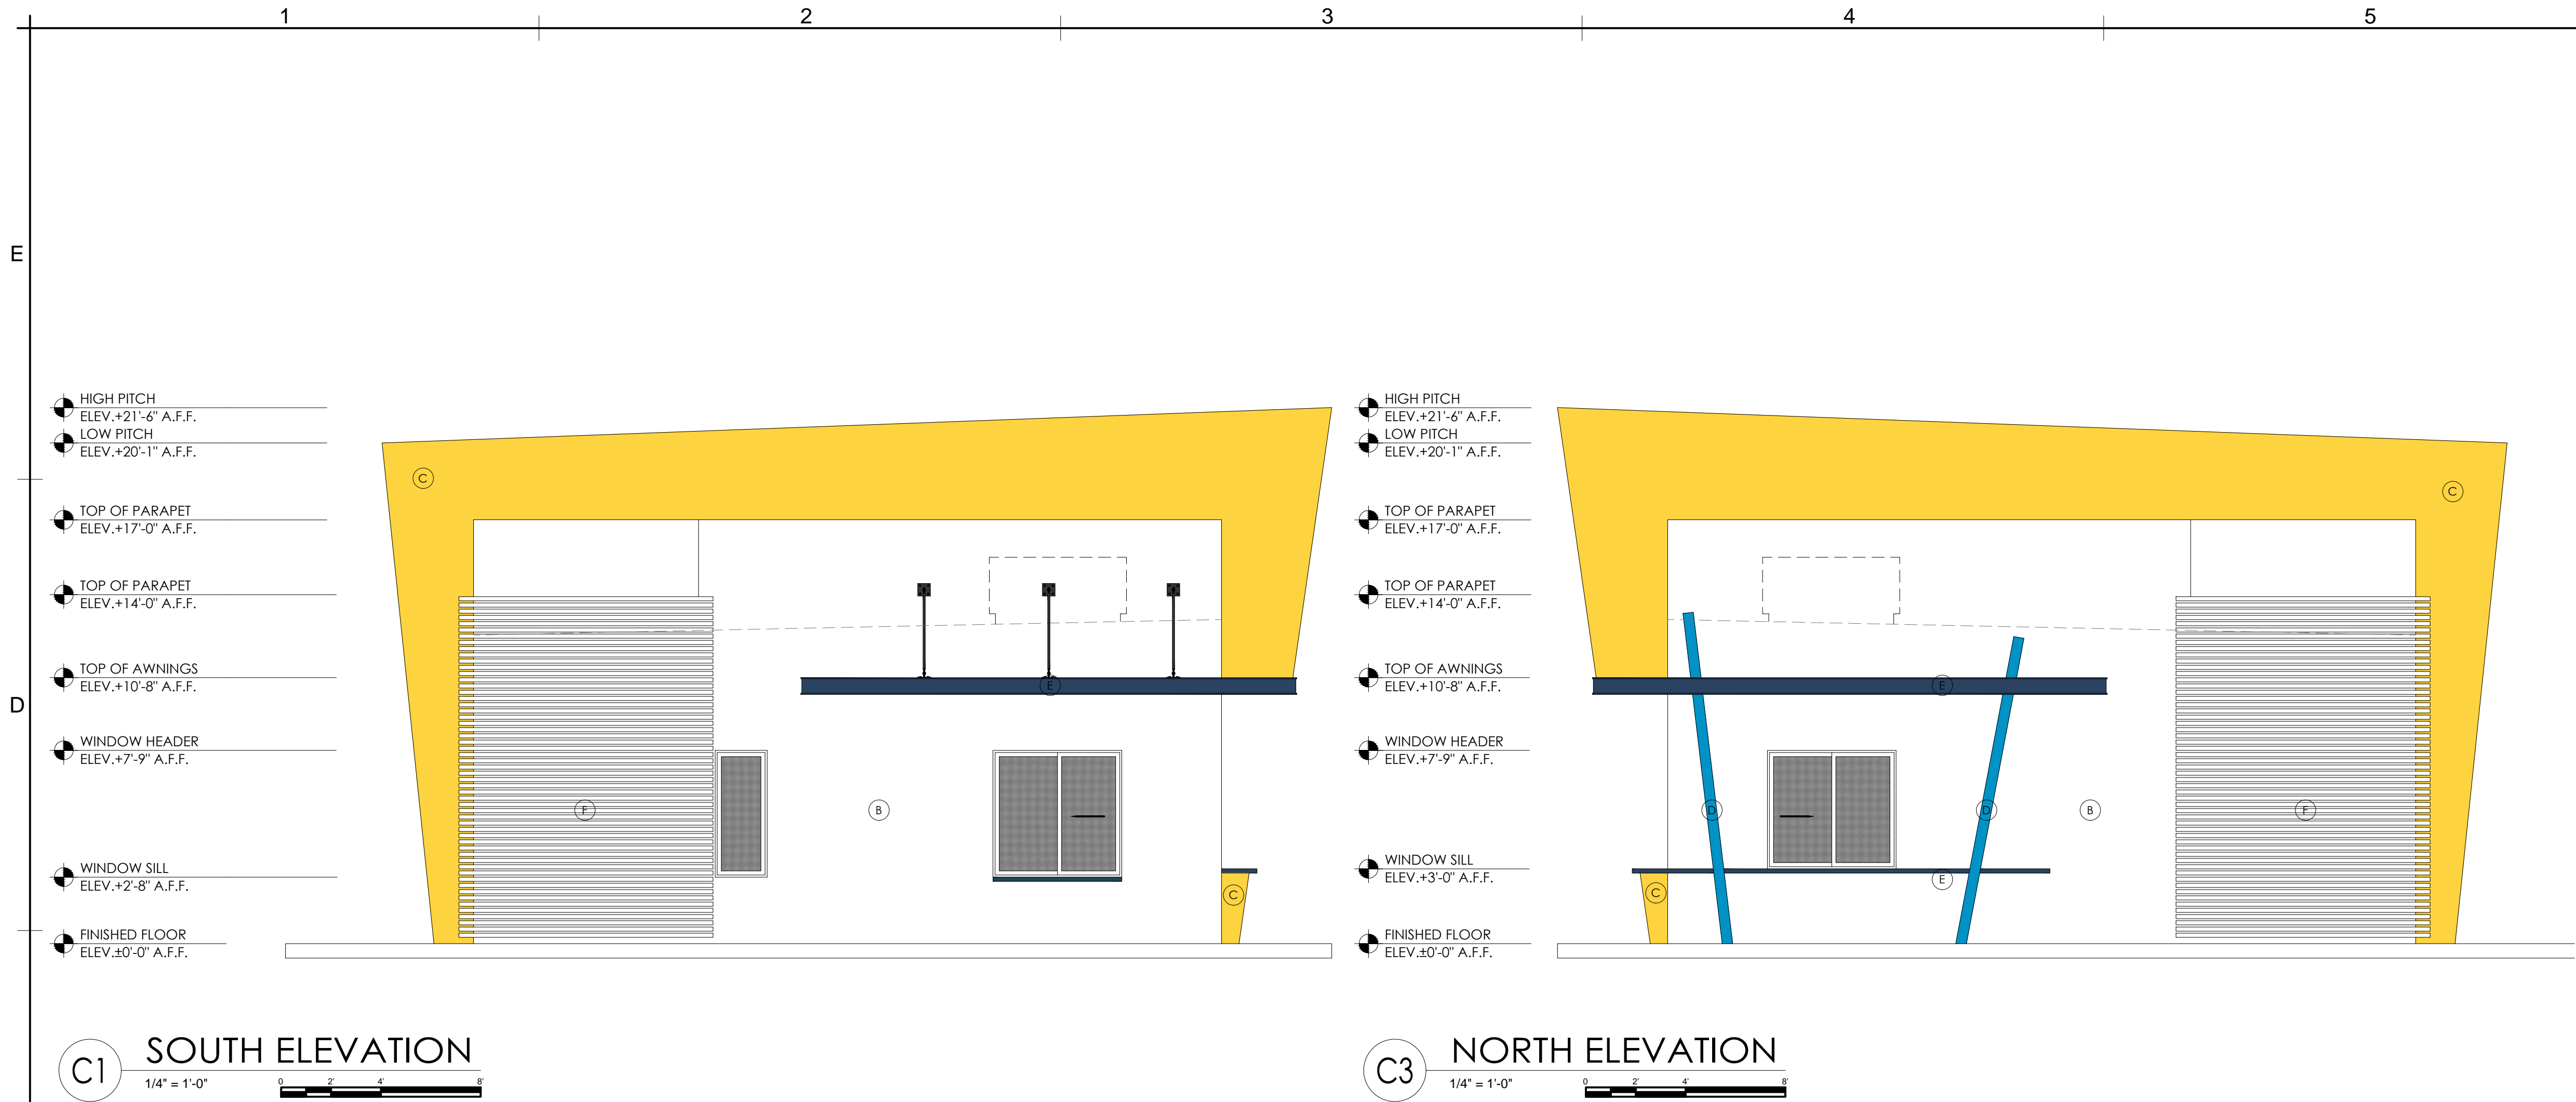 1 2 3 4 5
E
D
HIGH PITCH
ELEV.+21'-6" A.F.F.
LOW PITCH
ELEV.+20'-1" A.F.F.
C
TOP OF PARAPET
ELEV.+17'-0" A.F.F.
TOP OF PARAPET
ELEV.+14'-0" A.F.F.
TOP OF AWNINGS
ELEV.+10'-8" A.F.F.
E
WINDOW HEADER
ELEV.+7'-9" A.F.F.
F
B
WINDOW SILL
ELEV.+2'-8" A.F.F.
C
FINISHED FLOOR
ELEV.±0'-0" A.F.F.
C1
SOUTH ELEVATION
1/4" = 1'-0"
0 2' 4' 8'
HIGH PITCH
ELEV.+21'-6" A.F.F.
LOW PITCH
ELEV.+20'-1" A.F.F.
C
TOP OF PARAPET
ELEV.+17'-0" A.F.F.
TOP OF PARAPET
ELEV.+14'-0" A.F.F.
TOP OF AWNINGS
ELEV.+10'-8" A.F.F.
E
WINDOW HEADER
ELEV.+7'-9" A.F.F.
D
D
B
F
WINDOW SILL
ELEV.+3'-0" A.F.F.
E
C
FINISHED FLOOR
ELEV.±0'-0" A.F.F.
C3
NORTH ELEVATION
1/4" = 1'-0"
0 2' 4' 8'